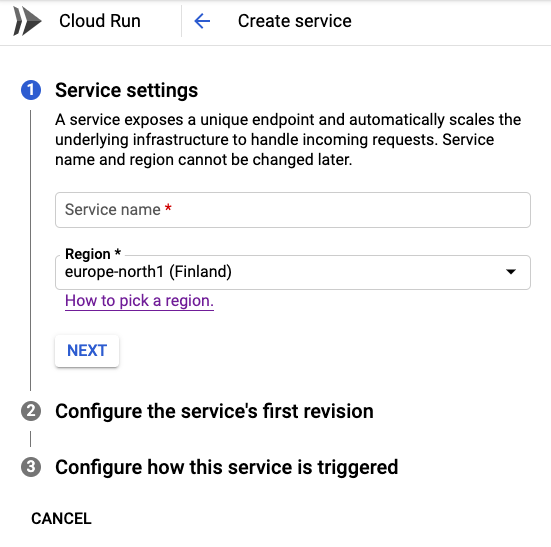 Cloud Run
Create service
1
Service settings
A service exposes a unique endpoint and automatically scales the
underlying infrastructure to handle incoming requests. Service
name and region cannot be changed later.
Service name *
Region *
europe-north1 (Finland)
How to pick a region.
NEXT
2
Configure the service's first revision
3
Configure how this service is triggered
CANCEL